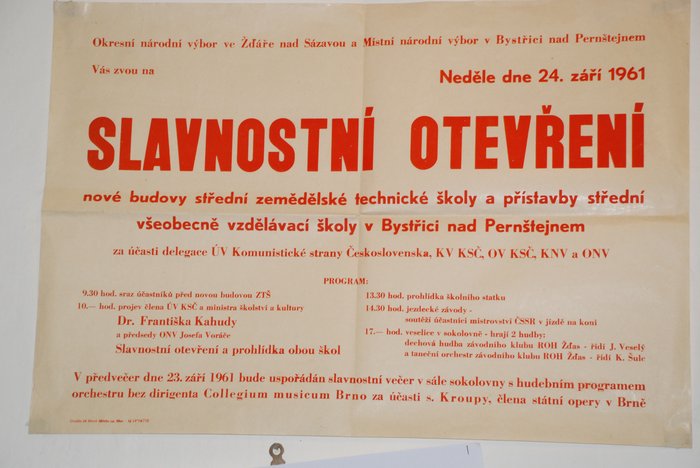 Okresní národní výbor ve Žďáře nad Sázavou a Místní národní výbor v Bystřici nad Pernštejnem
Vás zvou na
Neděle dne 24. září 1961
SLAVNOSTNÍ OTEVŘENÍ
nové budovy střední zemědělské technické školy a přístavby střední
všeobecně vzdělávací školy v Bystřici nad Pernštejnem
za účasti delegace ÚV Komunistické strany Československa, KV KSČ, OV KSČ, KNV a ONV
PROGRAM:
9.30 hod. sraz účastníků před novou budovou ZTŠ
10.— hod. projev člena ÚV KSČ a ministra školství a kultury
Dr. Františka Kahudy
a předsedy ONV Josefa Voráče
Slavnostní otevření a prohlídka obou škol
13.30 hod. prohlídka školního statku
14.30 hod. jezdecké závody -
soutěží účastníci mistrovství ČSSR v jízdě na koni
17.— hod. veselice v sokolovně - hrají 2 hudby:
dechová hudba závodního klubu ROH Žďas - řídí J. Veselý
a taneční orchestr závodního klubu ROH Žďas - řídí K. Šulc
V předvečer dne 23. září 1961 bude uspořádán slavnostní večer v sále sokolovny s hudebním programem
orchestru bez dirigenta Collegium musicum Brno za účasti s. Kroupy, člena státní opery v Brně